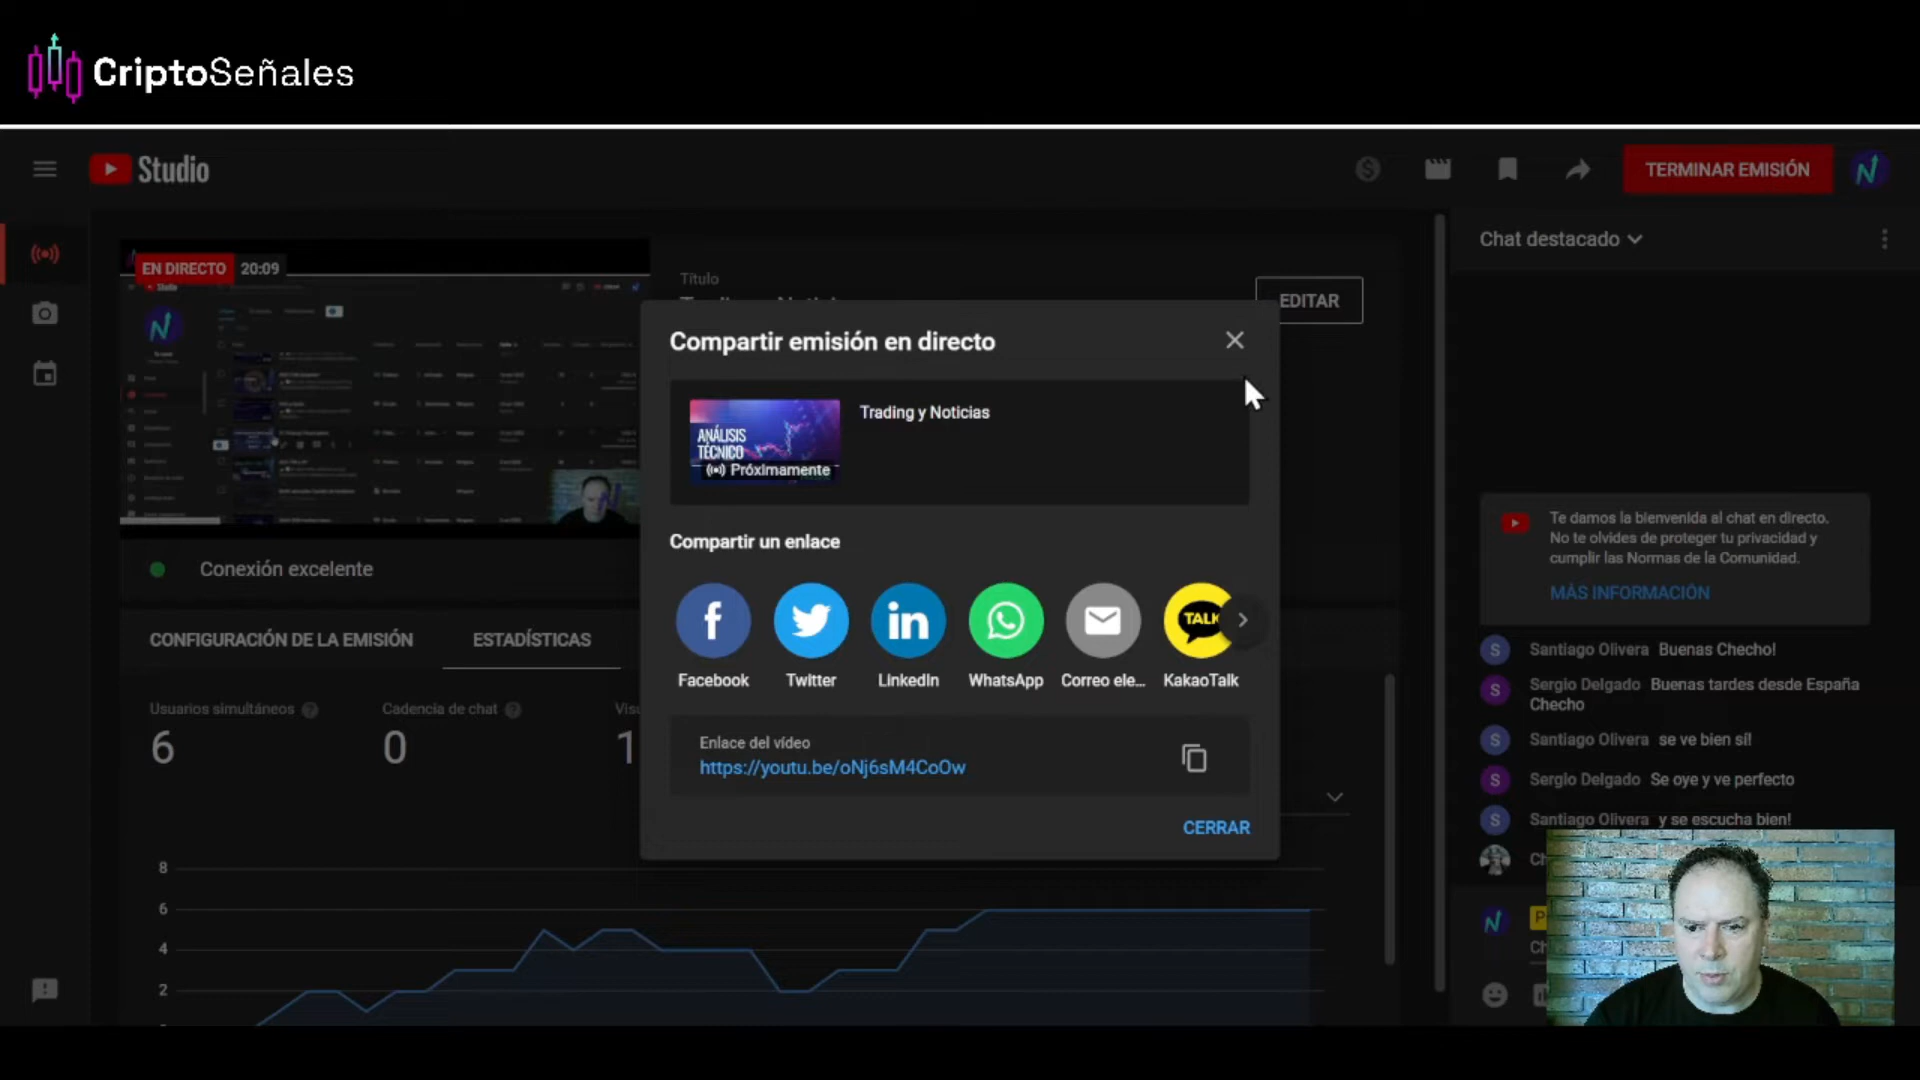 CriptoSeñales
Studio
TERMINAR EMISIÓN
EN DIRECTO 20:09
Título
EDITAR
Chat destacado
Compartir emisión en directo
ANÁLISIS
TÉCNICO
Próximamente
Trading y Noticias
Compartir un enlace
Conexión excelente
Te damos la bienvenida al chat en directo.
No te olvides de proteger tu privacidad y
cumplir las Normas de la Comunidad.
MÁS INFORMACIÓN
CONFIGURACIÓN DE LA EMISIÓN
ESTADÍSTICAS
TALK
Facebook
Twitter
LinkedIn
WhatsApp
Correo ele...
KakaoTalk
Usuarios simultáneos
6
Cadencia de chat
0
1
Enlace del vídeo
https://youtu.be/oNj6sM4CoOw
CERRAR
Santiago Olivera Buenas Checho!
Sergio Delgado Buenas tardes desde España
Checho
Santiago Olivera se ve bien sí!
Sergio Delgado Se oye y ve perfecto
Santiago Olivera y se escucha bien!
8
6
4
2